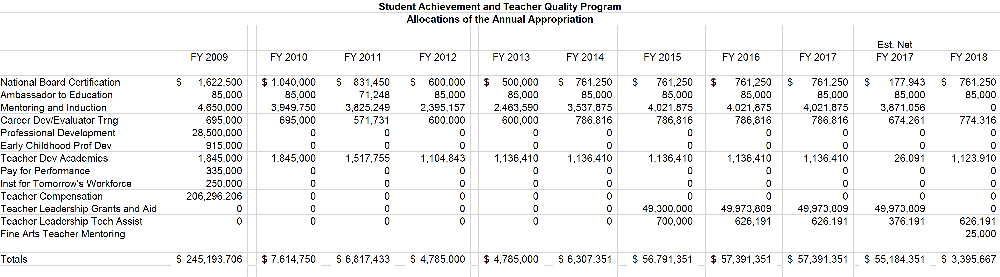 Student Achievement and Teacher Quality Program
Allocations of the Annual Appropriation
Est. Net
FY 2009 FY 2010 FY 2011 FY 2012 FY 2013 FY 2014 FY 2015 FY 2016 FY 2017 FY 2017 FY 2018
National Board Certification $ 1,622,500 $ 1,040,000 $ 831,450 $ 600,000 $ 500,000 $ 761,250 $ 761,250 $ 761,250 $ 761,250 $ 177,943 $ 761,250
Ambassador to Education 85,000 85,000 71,248 85,000 85,000 85,000 85,000 85,000 85,000 85,000 85,000
Mentoring and Induction 4,650,000 3,949,750 3,825,249 2,395,157 2,463,590 3,537,875 4,021,875 4,021,875 4,021,875 3,871,056 0
Career Dev/Evaluator Trng 695,000 695,000 571,731 600,000 600,000 786,816 786,816 786,816 786,816 674,261 774,316
Professional Development 28,500,000 0 0 0 0 0 0 0 0 0 0
Early Childhood Prof Dev 915,000 0 0 0 0 0 0 0 0 0 0
Teacher Dev Academies 1,845,000 1,845,000 1,517,755 1,104,843 1,136,410 1,136,410 1,136,410 1,136,410 1,136,410 26,091 1,123,910
Pay for Performance 335,000 0 0 0 0 0 0 0 0 0 0
Inst for Tomorrow's Workforce 250,000 0 0 0 0 0 0 0 0 0 0
Teacher Compensation 206,296,206 0 0 0 0 0 0 0 0 0 0
Teacher Leadership Grants and Aid 0 0 0 0 0 0 49,300,000 49,973,809 49,973,809 49,973,809 0
Teacher Leadership Tech Assist 0 0 0 0 0 0 700,000 626,191 626,191 376,191 626,191
Fine Arts Teacher Mentoring 25,000
Totals $ 245,193,706 $ 7,614,750 $ 6,817,433 $ 4,785,000 $ 4,785,000 $ 6,307,351 $ 56,791,351 $ 57,391,351 $ 57,391,351 $ 55,184,351 $ 3,395,667